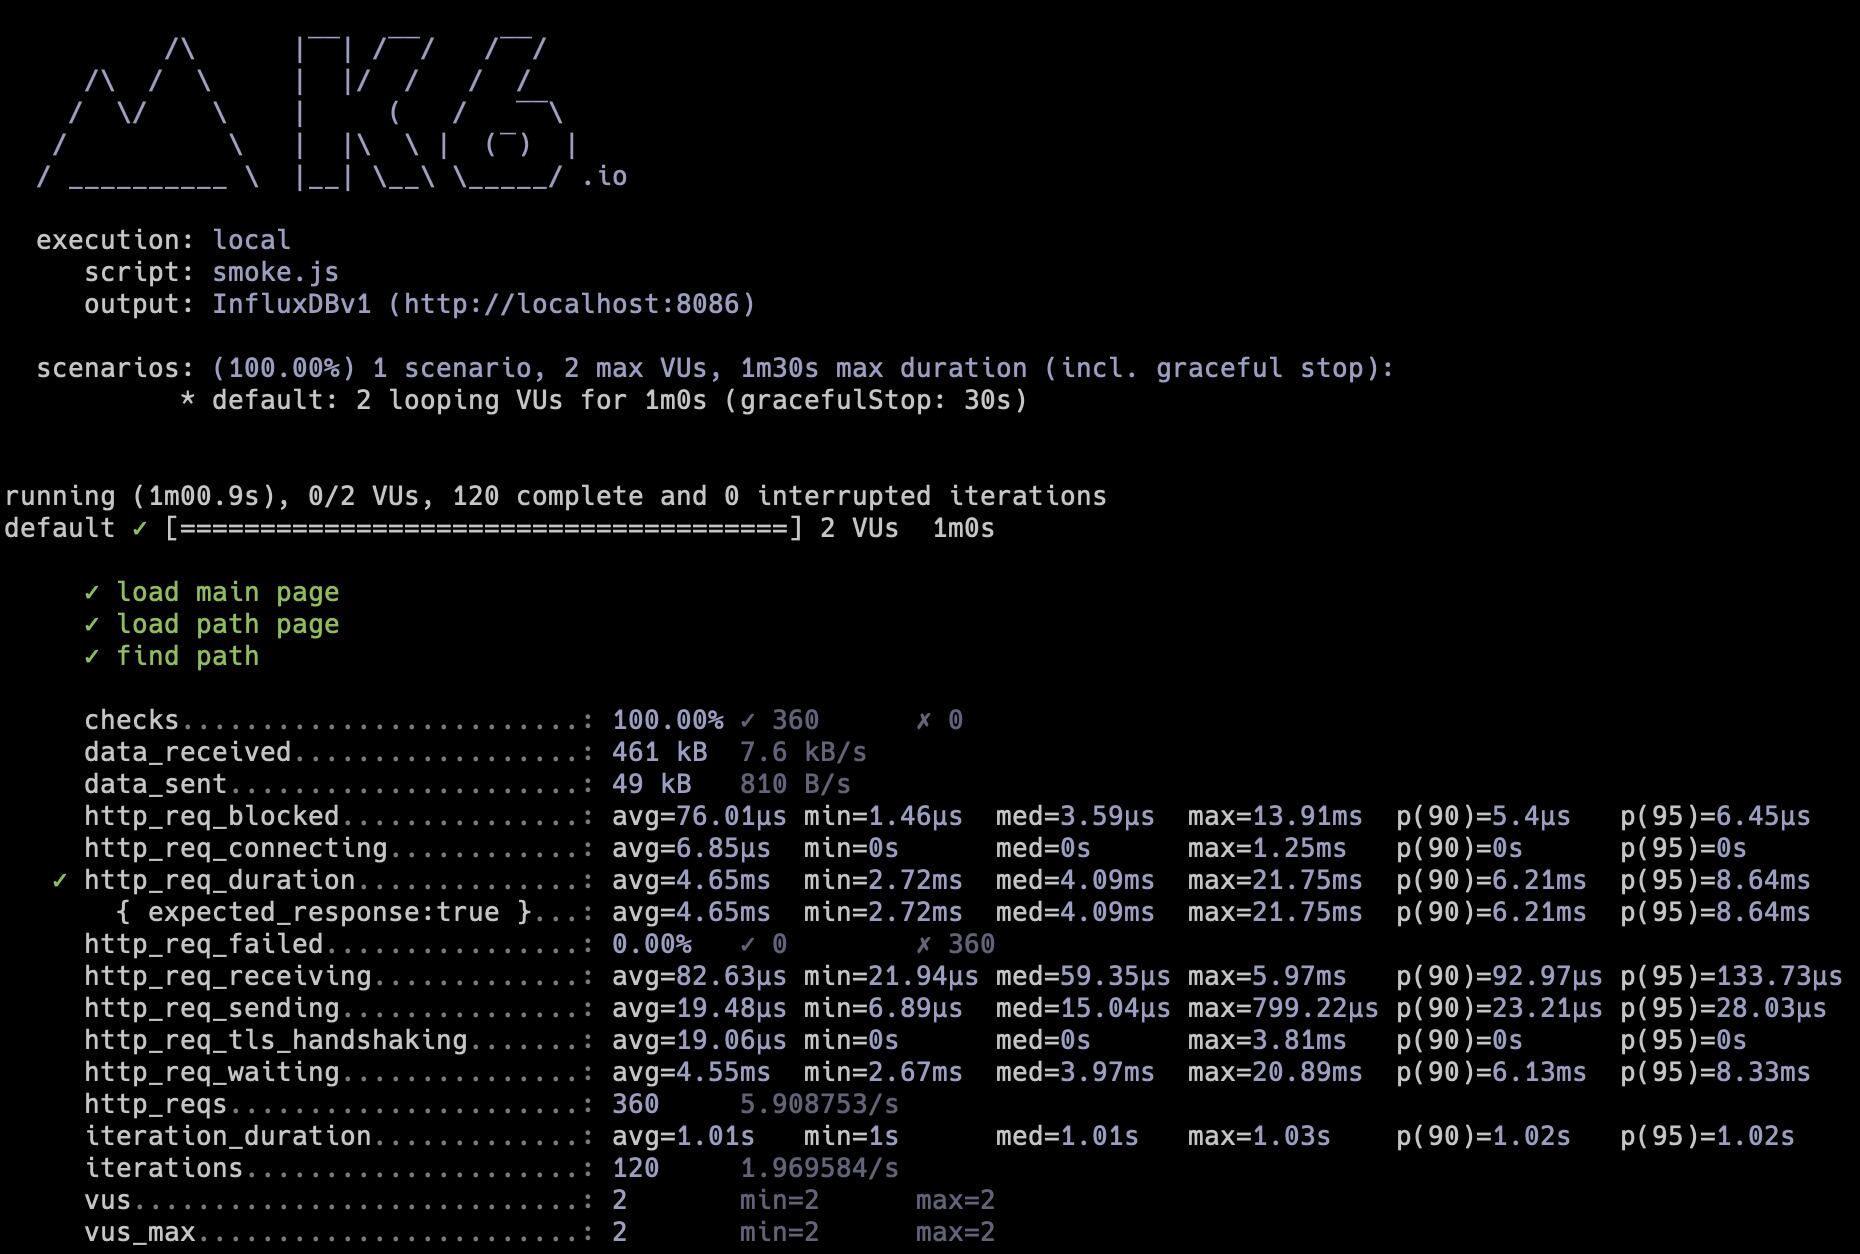 /\      |‾‾| /‾‾/   /‾‾/
     /\  /  \     |  |/  /   /  /
    /  \/    \    |     (   /   ‾‾\
   /          \   |  |\  \ |  (‾)  |
  / __________ \  |__| \__\ \_____/ .io
execution: local
script: smoke.js
output: InfluxDBv1 (http://localhost:8086)
scenarios: (100.00%) 1 scenario, 2 max VUs, 1m30s max duration (incl. graceful stop):
* default: 2 looping VUs for 1m0s (gracefulStop: 30s)
running (1m00.9s), 0/2 VUs, 120 complete and 0 interrupted iterations
default ✓ [======================================] 2 VUs  1m0s
✓ load main page
✓ load path page
✓ find path
checks.........................: 100.00% ✓ 360      ✗ 0
data_received..................: 461 kB  7.6 kB/s
data_sent......................: 49 kB   810 B/s
http_req_blocked...............: avg=76.01µs min=1.46µs  med=3.59µs  max=13.91ms  p(90)=5.4µs   p(95)=6.45µs
http_req_connecting............: avg=6.85µs  min=0s      med=0s      max=1.25ms   p(90)=0s      p(95)=0s
✓ http_req_duration..............: avg=4.65ms  min=2.72ms  med=4.09ms  max=21.75ms  p(90)=6.21ms  p(95)=8.64ms
{ expected_response:true }...: avg=4.65ms  min=2.72ms  med=4.09ms  max=21.75ms  p(90)=6.21ms  p(95)=8.64ms
http_req_failed................: 0.00%   ✓ 0        ✗ 360
http_req_receiving.............: avg=82.63µs min=21.94µs med=59.35µs max=5.97ms   p(90)=92.97µs p(95)=133.73µs
http_req_sending...............: avg=19.48µs min=6.89µs  med=15.04µs max=799.22µs p(90)=23.21µs p(95)=28.03µs
http_req_tls_handshaking.......: avg=19.06µs min=0s      med=0s      max=3.81ms   p(90)=0s      p(95)=0s
http_req_waiting...............: avg=4.55ms  min=2.67ms  med=3.97ms  max=20.89ms  p(90)=6.13ms  p(95)=8.33ms
http_reqs......................: 360     5.908753/s
iteration_duration.............: avg=1.01s   min=1s      med=1.01s   max=1.03s    p(90)=1.02s   p(95)=1.02s
iterations.....................: 120     1.969584/s
vus............................: 2       min=2      max=2
vus_max........................: 2       min=2      max=2